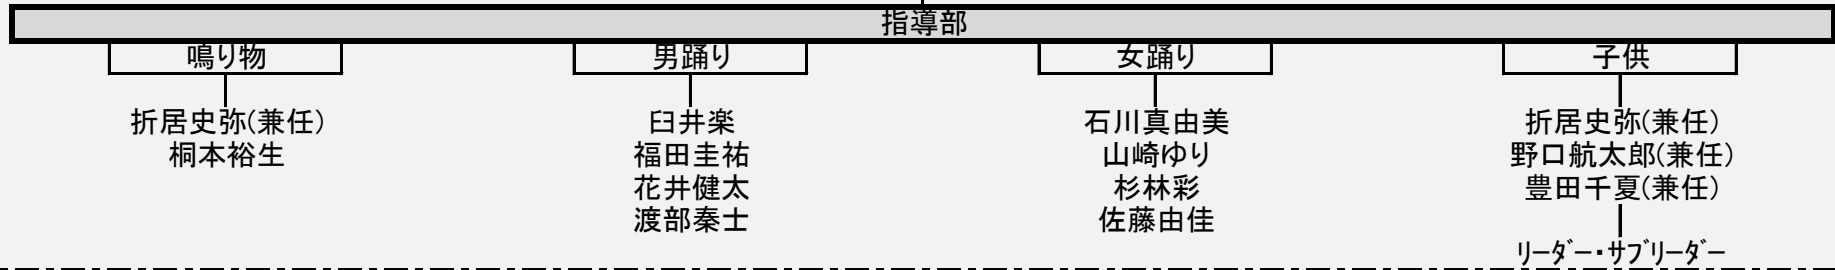 指導部
鳴り物
折居史弥(兼任)
桐本裕生
男踊り
臼井楽
福田圭祐
花井健太
渡部秦士
女踊り
石川真由美
山崎ゆり
杉林彩
佐藤由佳
子供
折居史弥(兼任)
野口航太郎(兼任)
豊田千夏(兼任)
ﾘｰﾀﾞｰ・ｻﾌﾞﾘｰﾀﾞｰ